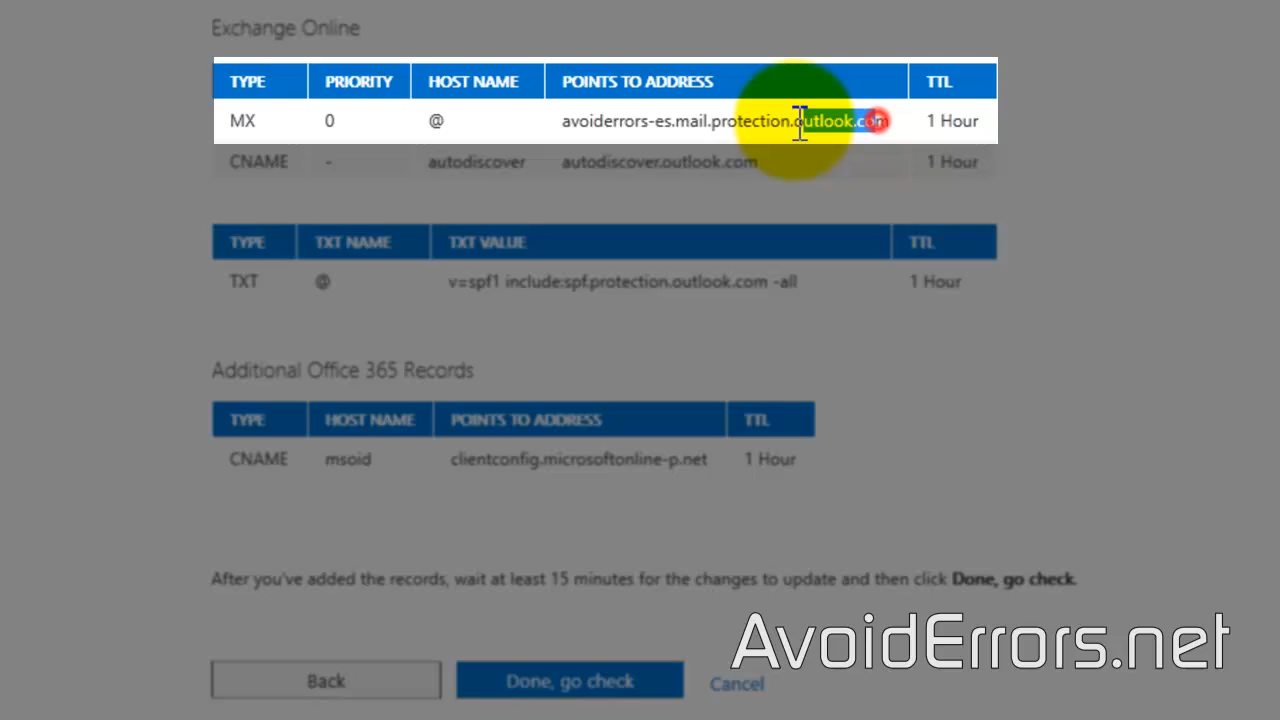 Exchange Online
TYPE PRIORITY HOST NAME POINTS TO ADDRESS TTL
MX 0 @ avoiderrors-es.mail.protection.outlook.com 1 Hour
CNAME - autodiscover autodiscover.outlook.com 1 Hour
TYPE TXT NAME TXT VALUE TTL
TXT @ v=spf1 include:spf.protection.outlook.com -all 1 Hour
Additional Office 365 Records
TYPE HOST NAME POINTS TO ADDRESS TTL
CNAME msoid clientconfig.microsoftonline-p.net 1 Hour
After you've added the records, wait at least 15 minutes for the changes to update and then click Done, go check.
AvoidErrors.net
Back Done, go check Cancel